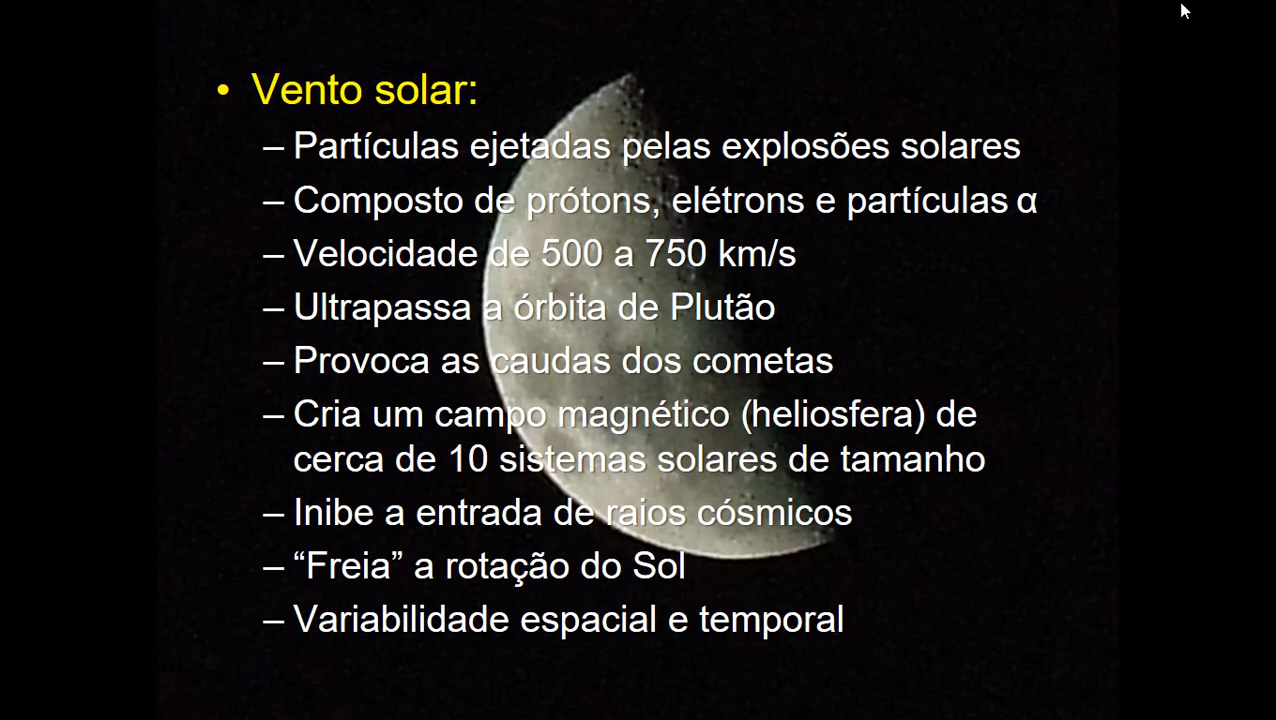 • Vento solar:
– Partículas ejetadas pelas explosões solares
– Composto de prótons, elétrons e partículas α
– Velocidade de 500 a 750 km/s
– Ultrapassa a órbita de Plutão
– Provoca as caudas dos cometas
– Cria um campo magnético (heliosfera) de
cerca de 10 sistemas solares de tamanho
– Inibe a entrada de raios cósmicos
– “Freia” a rotação do Sol
– Variabilidade espacial e temporal